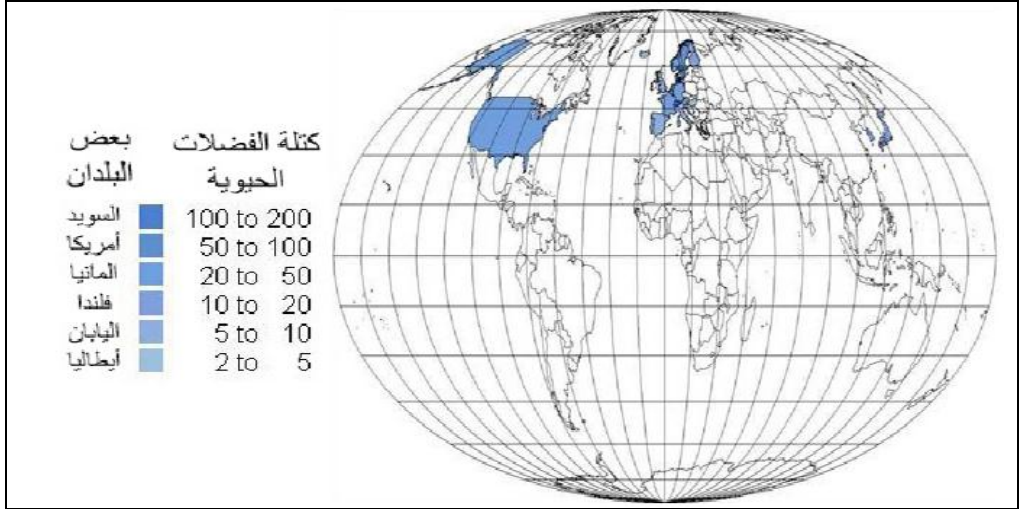 بعض كتلة الفضلات
البلدان الحيوية
السويد 100 to 200
أمريكا 50 to 100
المانيا 20 to 50
فلندا 10 to 20
اليابان 5 to 10
أيطاليا 2 to 5